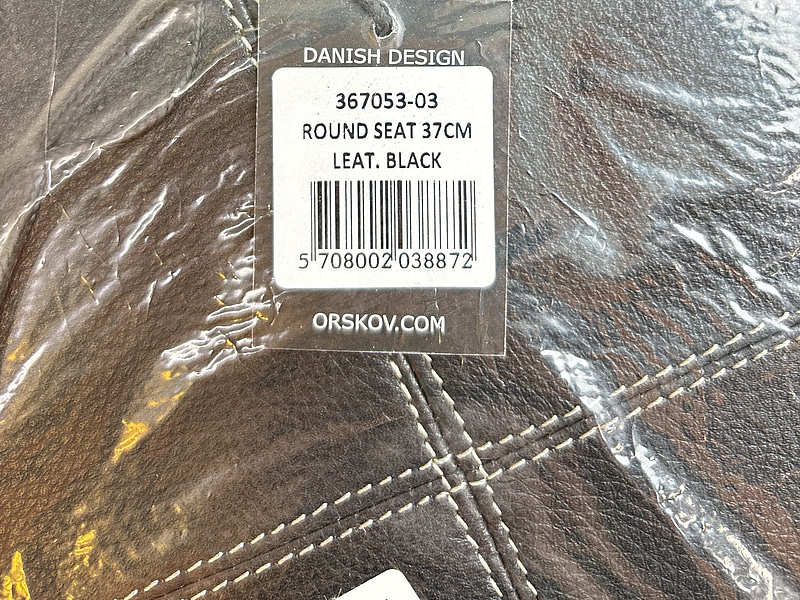 DANISH DESIGN
367053-03
ROUND SEAT 37CM
LEAT. BLACK
5 708002 038872
ORSKOV.COM